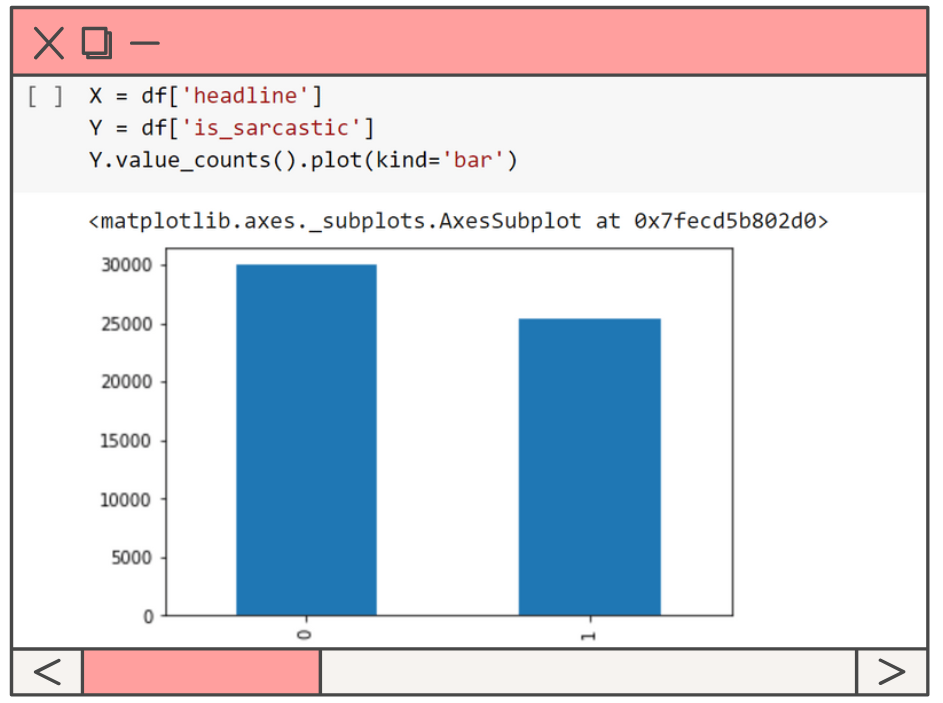 [ ] X = df['headline']
Y = df['is_sarcastic']
Y.value_counts().plot(kind='bar')
<matplotlib.axes._subplots.AxesSubplot at 0x7fecd5b802d0>
30000
25000
20000
15000
10000
5000
0
0 1